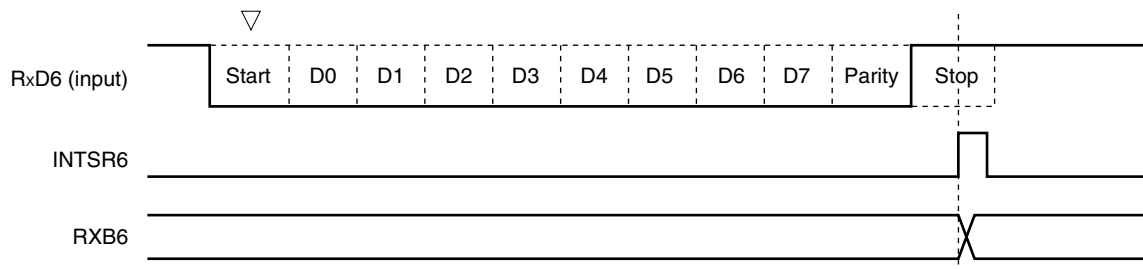 RxD6 (input) Start D0 D1 D2 D3 D4 D5 D6 D7 Parity Stop
INTSR6
RXB6